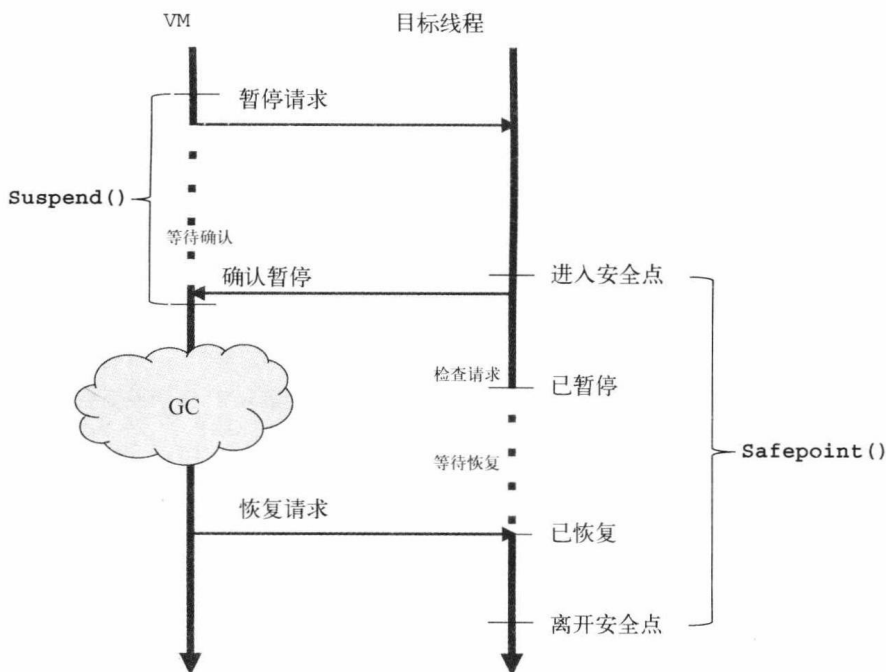 VM
目标线程
暂停请求
Suspend()
等待确认
确认暂停
进入安全点
GC
检查请求
已暂停
等待恢复
Safepoint()
恢复请求
已恢复
离开安全点